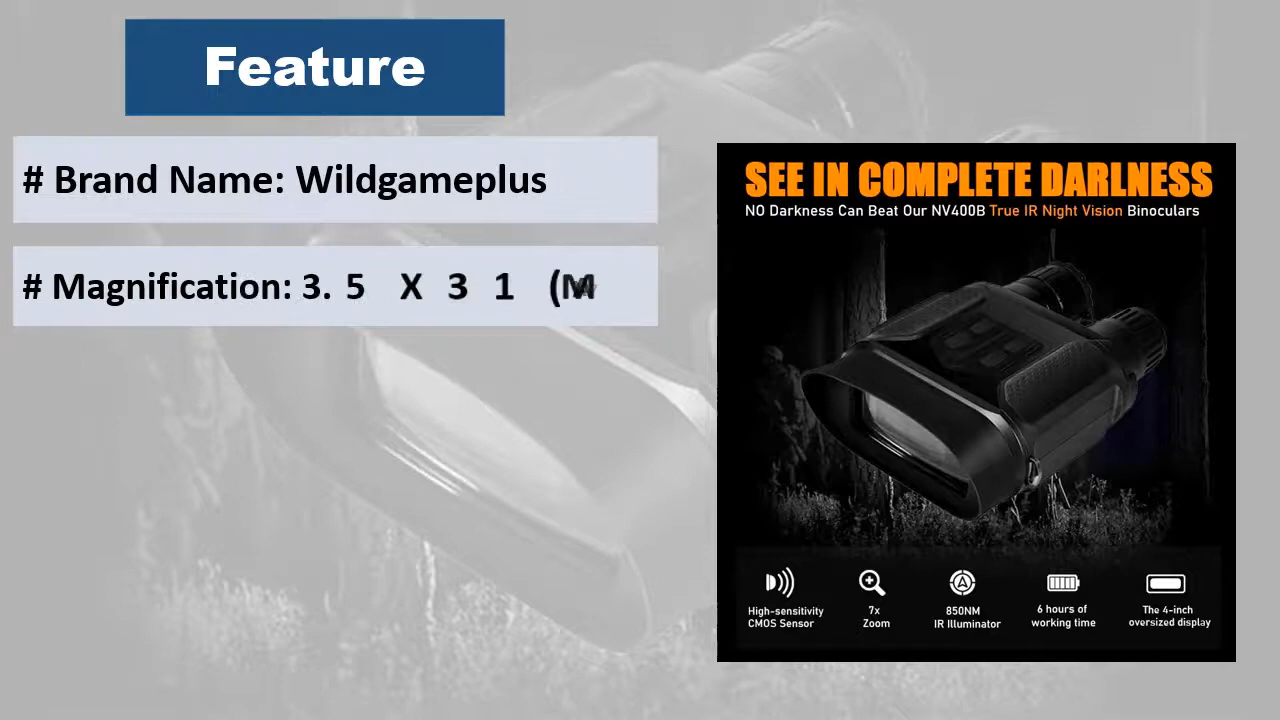 Feature
# Brand Name: Wildgameplus
# Magnification: 3.5 X 31 (M
SEE IN COMPLETE DARLNESS
NO Darkness Can Beat Our NV400B True IR Night Vision Binoculars
High-sensitivity
CMOS Sensor
7x
Zoom
850NM
IR Illuminator
6 hours of
working time
The 4-inch
oversized display